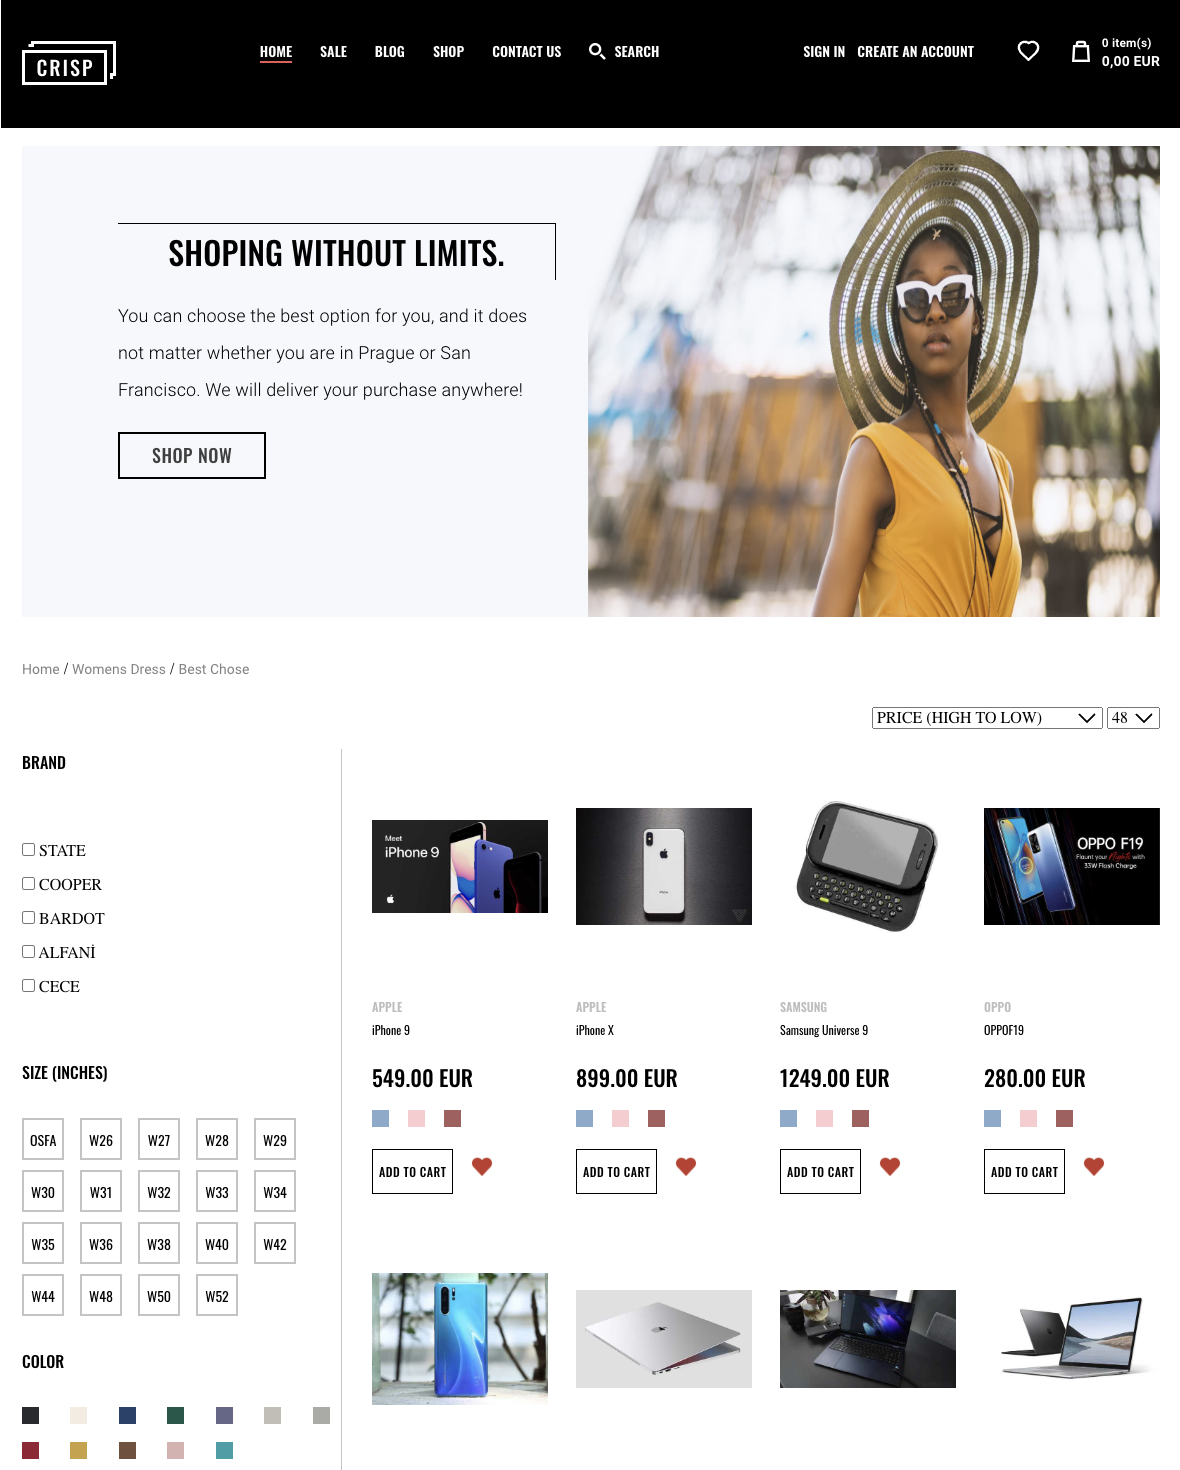 CRISP
HOME SALE BLOG SHOP CONTACT US SEARCH
SIGN IN CREATE AN ACCOUNT
0 item(s)
0,00 EUR
SHOPING WITHOUT LIMITS.
You can choose the best option for you, and it does
not matter whether you are in Prague or San
Francisco. We will deliver your purchase anywhere!
SHOP NOW
Home / Womens Dress / Best Chose
PRICE (HIGH TO LOW) 48
BRAND
STATE
COOPER
BARDOT
ALFANİ
CECE
SIZE (INCHES)
OSFA W26 W27 W28 W29
W30 W31 W32 W33 W34
W35 W36 W38 W40 W42
W44 W48 W50 W52
COLOR
Meet
iPhone 9
APPLE
iPhone 9
549.00 EUR
ADD TO CART
iPhone
APPLE
iPhone X
899.00 EUR
ADD TO CART
SAMSUNG
Samsung Universe 9
1249.00 EUR
ADD TO CART
OPPO F19
Flaunt your Nights with
33W Flash Charge
OPPO
OPPOF19
280.00 EUR
ADD TO CART